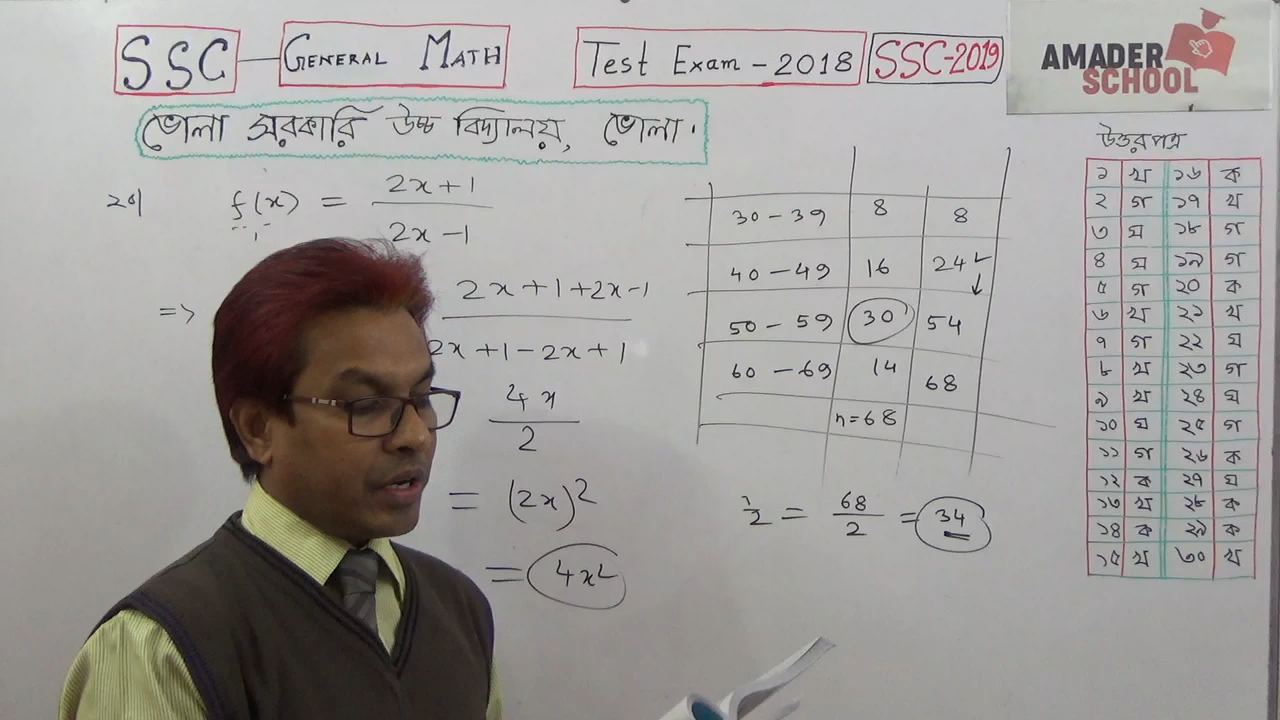 SSC GENERAL MATH Test Exam - 2018 SSC-2019
AMADER
SCHOOL
ভোলা সরকারি উচ্চ বিদ্যালয়, ভোলা।
f(x) = 2x+1
2x-1
=> 2x+1+2x-1
2x+1-2x+1
4x
2
= (2x)2
= 4x2
30-39 8 8
40-49 16 24
50-59 30 54
60-69 14 68
n=68
= 68
2
= 34
উত্তরপত্র
১ খ ১৬ ক
২ গ ১৭ খ
৩ ঘ ১৮ গ
৪ ঘ ১৯ গ
৫ গ ২০ ক
৬ খ ২১ খ
৭ গ ২২ ঘ
৮ খ ২৩ গ
৯ খ ২৪ ঘ
১০ ঘ ২৫ গ
১১ গ ২৬ ক
১২ ক ২৭ ঘ
১৩ খ ২৮ ক
১৪ ক ২৯ ক
১৫ খ ৩০ খ